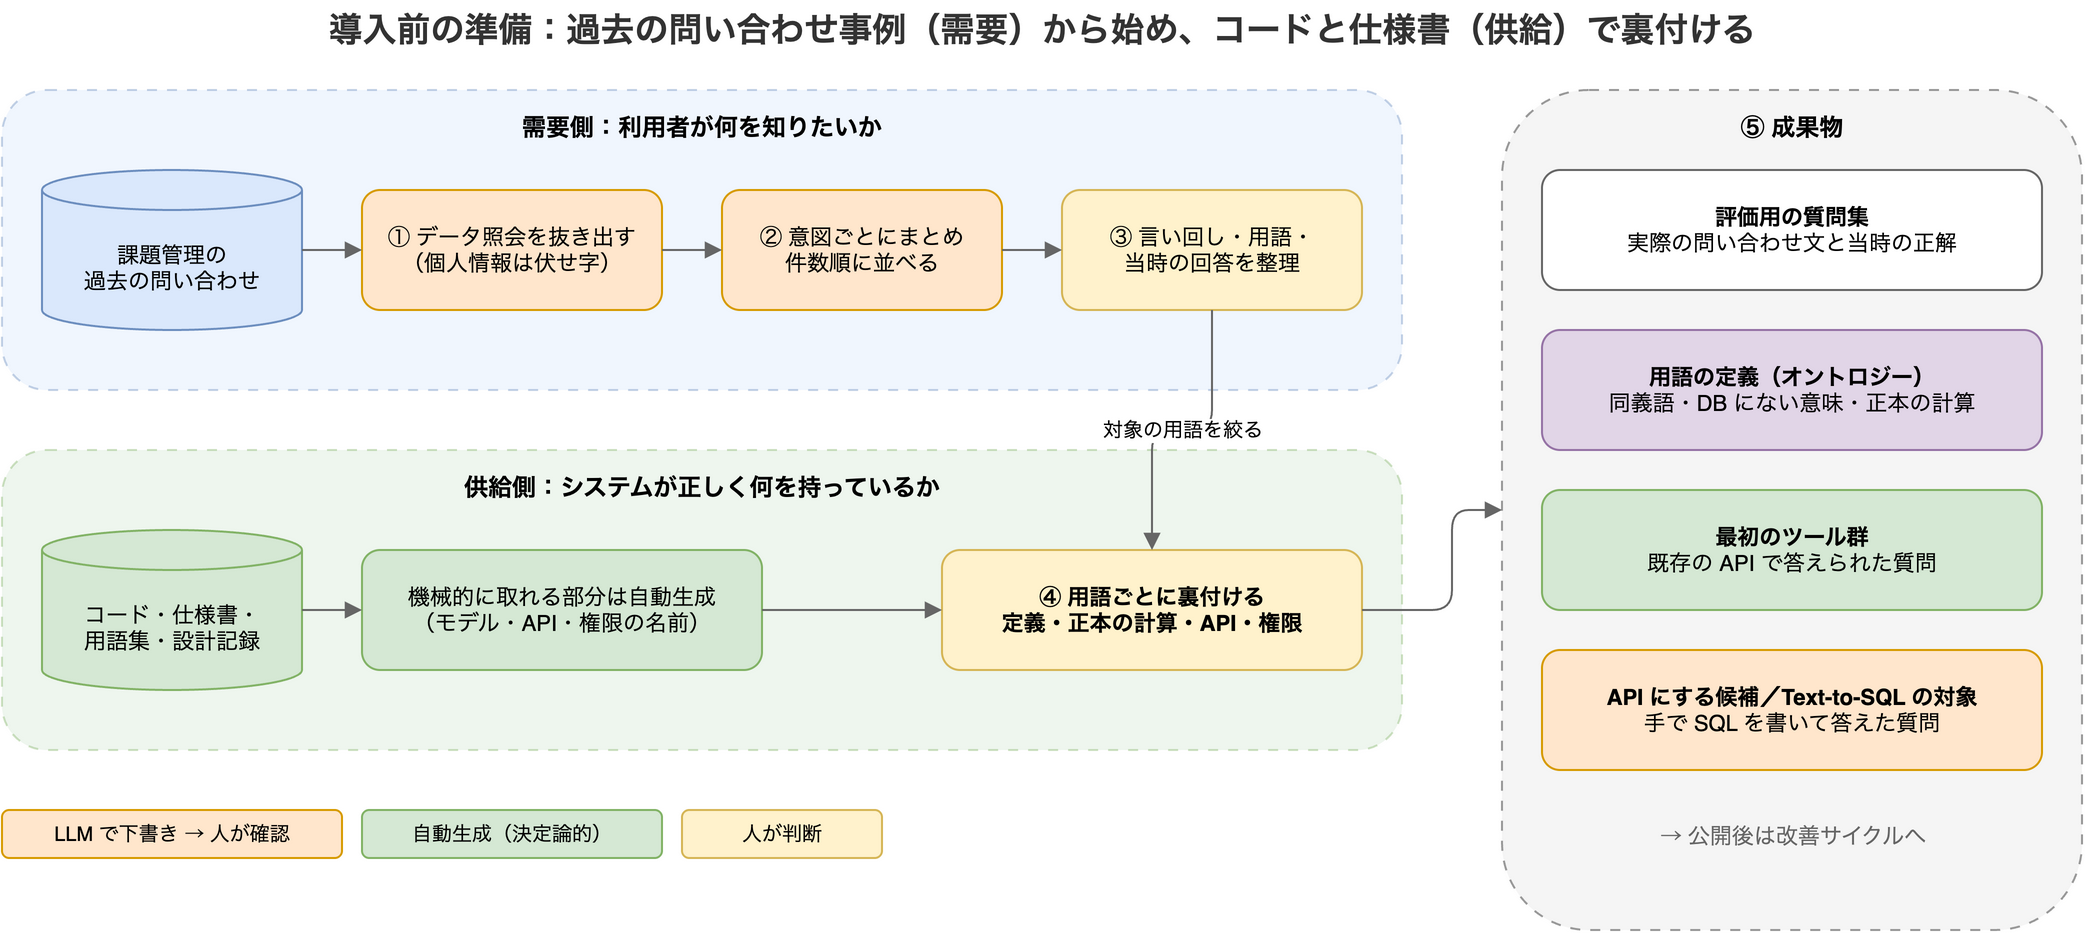 導入前の準備：過去の問い合わせ事例（需要）から始め、コードと仕様書（供給）で裏付ける
需要側：利用者が何を知りたいか
課題管理の
過去の問い合わせ
① データ照会を抜き出す
（個人情報は伏せ字）
② 意図ごとにまとめ
件数順に並べる
③ 言い回し・用語・
当時の回答を整理
対象の用語を絞る
供給側：システムが正しく何を持っているか
コード・仕様書・
用語集・設計記録
機械的に取れる部分は自動生成
（モデル・API・権限の名前）
④ 用語ごとに裏付ける
定義・正本の計算・API・権限
⑤ 成果物
評価用の質問集
実際の問い合わせ文と当時の正解
用語の定義（オントロジー）
同義語・DB にない意味・正本の計算
最初のツール群
既存の API で答えられた質問
API にする候補／Text-to-SQL の対象
手で SQL を書いて答えた質問
→ 公開後は改善サイクルへ
LLM で下書き → 人が確認
自動生成（決定論的）
人が判断